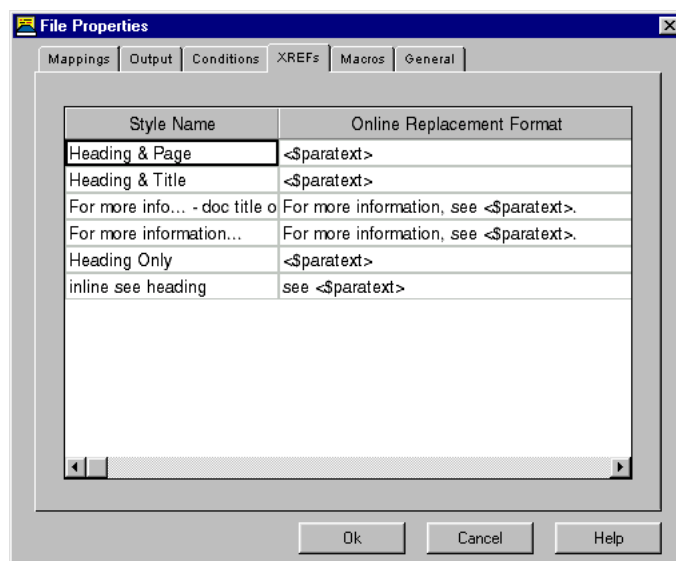 File Properties
Mappings Output Conditions XREFs Macros General
Style Name Online Replacement Format
Heading & Page <$paratext>
Heading & Title <$paratext>
For more info... - doc title o For more information, see <$paratext>.
For more information... For more information, see <$paratext>.
Heading Only <$paratext>
inline see heading see <$paratext>
Ok Cancel Help